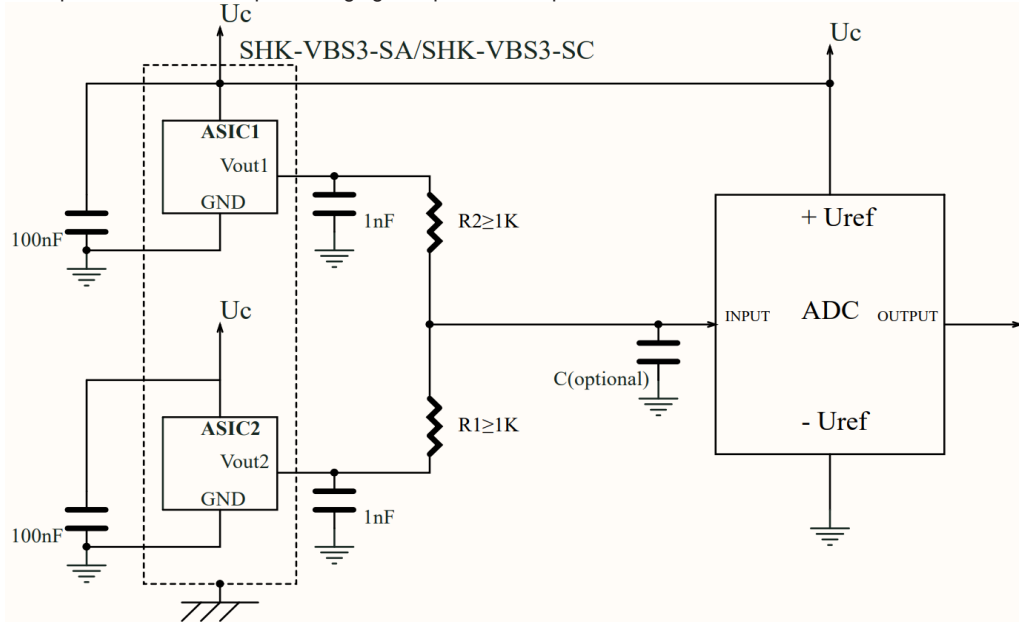 Uc
SHK-VBS3-SA/SHK-VBS3-SC
Uc
ASIC1
Vout1
GND
100nF
1nF
R2≥1K
+ Uref
INPUT
ADC
OUTPUT
- Uref
C(optional)
Uc
ASIC2
Vout2
GND
100nF
1nF
R1≥1K